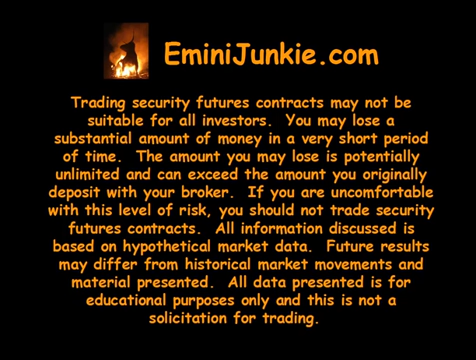 EminiJunkie.com
Trading security futures contracts may not be
suitable for all investors. You may lose a
substantial amount of money in a very short period
of time. The amount you may lose is potentially
unlimited and can exceed the amount you originally
deposit with your broker. If you are uncomfortable
with this level of risk, you should not trade security
futures contracts. All information discussed is
based on hypothetical market data. Future results
may differ from historical market movements and
material presented. All data presented is for
educational purposes only and this is not a
solicitation for trading.